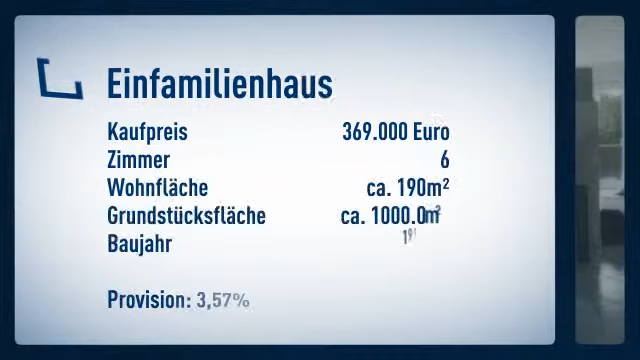 Einfamilienhaus
Kaufpreis 369.000 Euro
Zimmer 6
Wohnfläche ca. 190m²
Grundstücksfläche ca. 1000.0m²
Baujahr
Provision: 3,57%